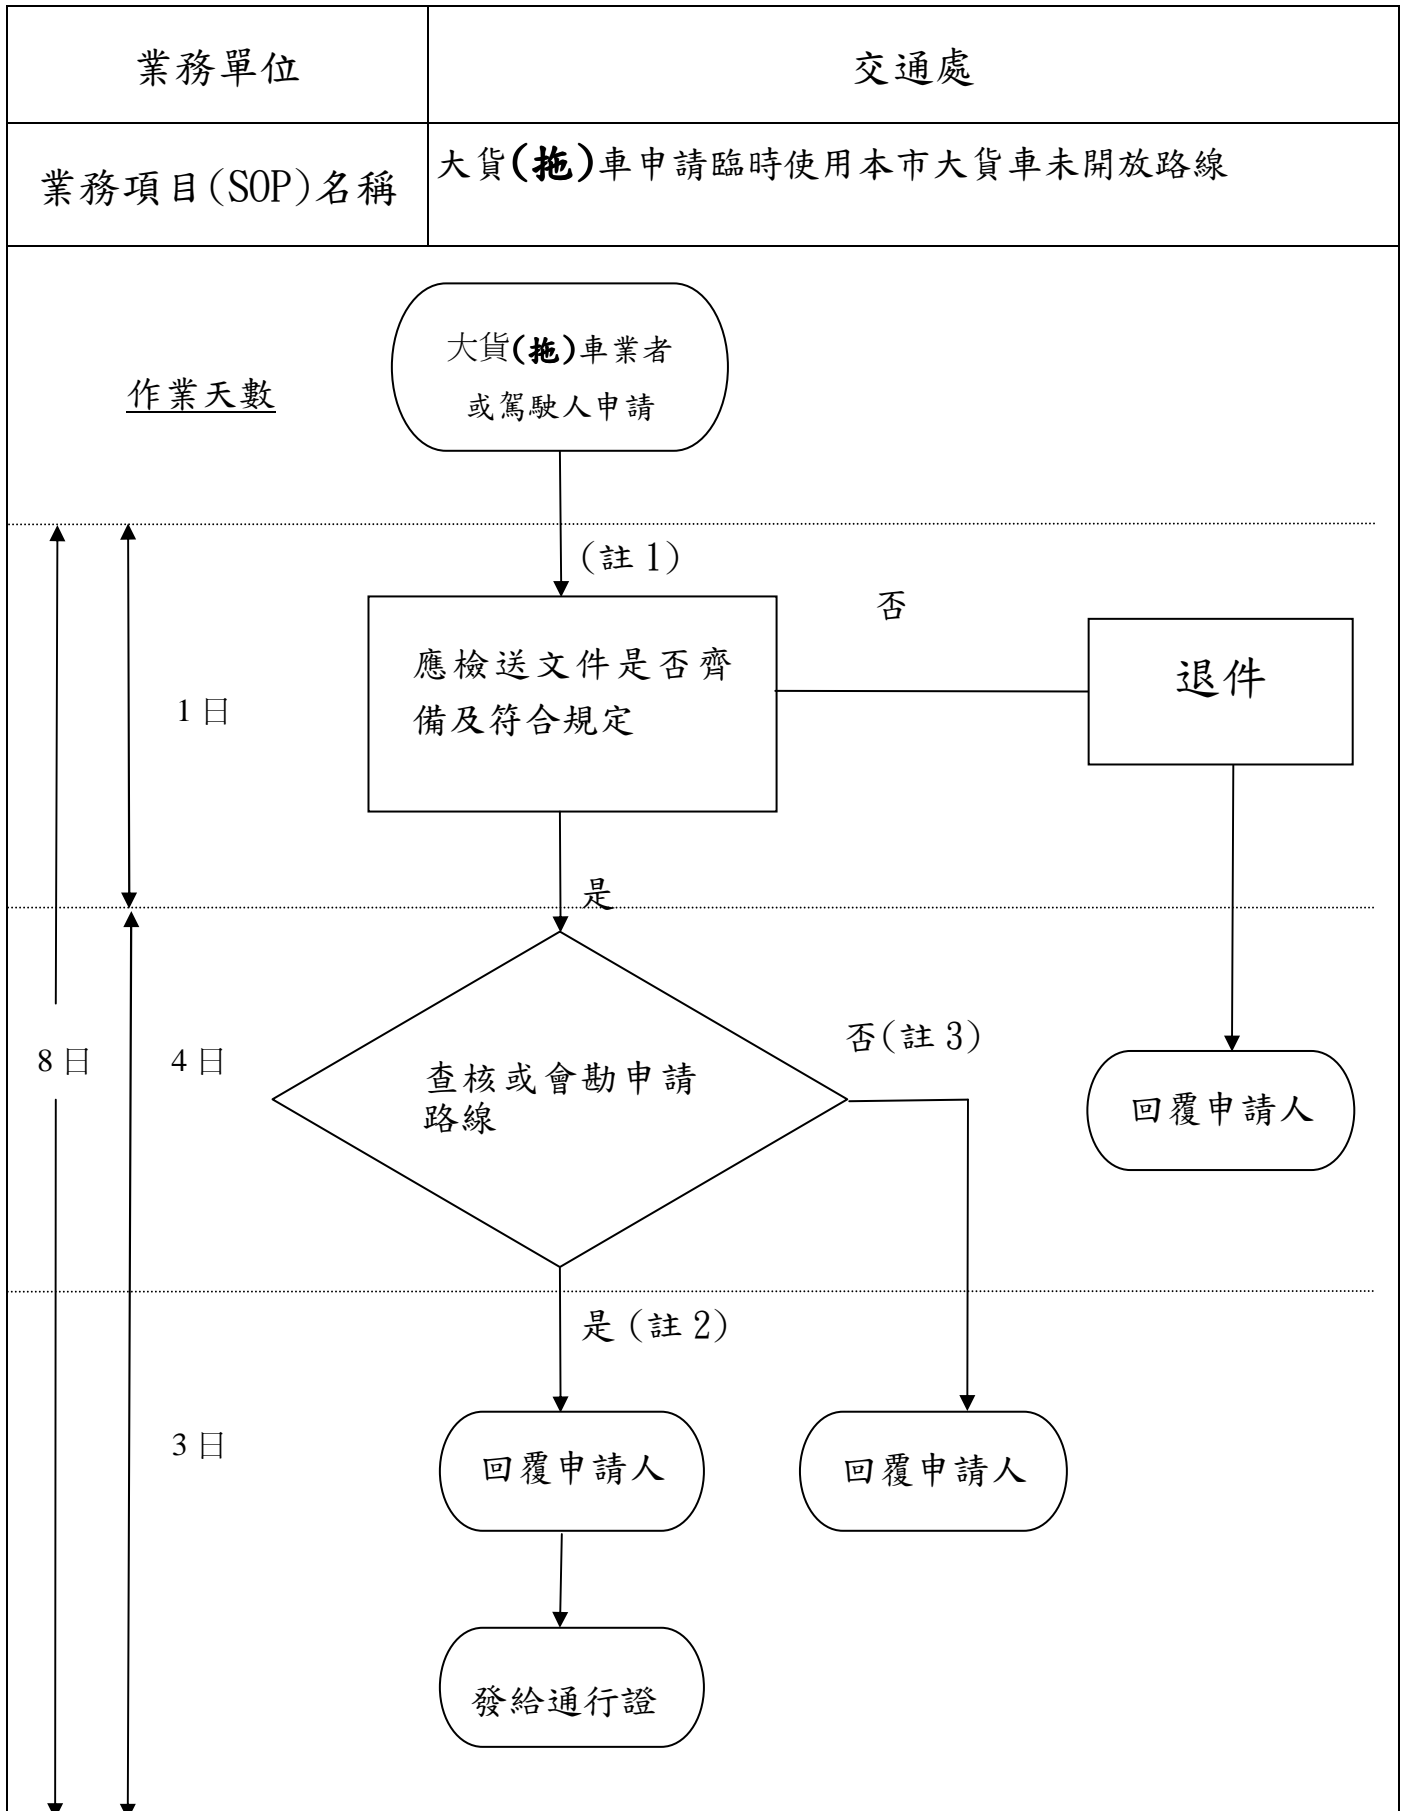 業務單位
交通處
業務項目(SOP)名稱
大貨(拖)車申請臨時使用本市大貨車未開放路線
大貨(拖)車業者
或駕駛人申請
作業天數
(註 1)
否
應檢送文件是否齊
備及符合規定
退件
1 日
是
8 日
4 日
查核或會勘申請
路線
否(註 3)
回覆申請人
是(註 2)
3 日
回覆申請人
回覆申請人
發給通行證